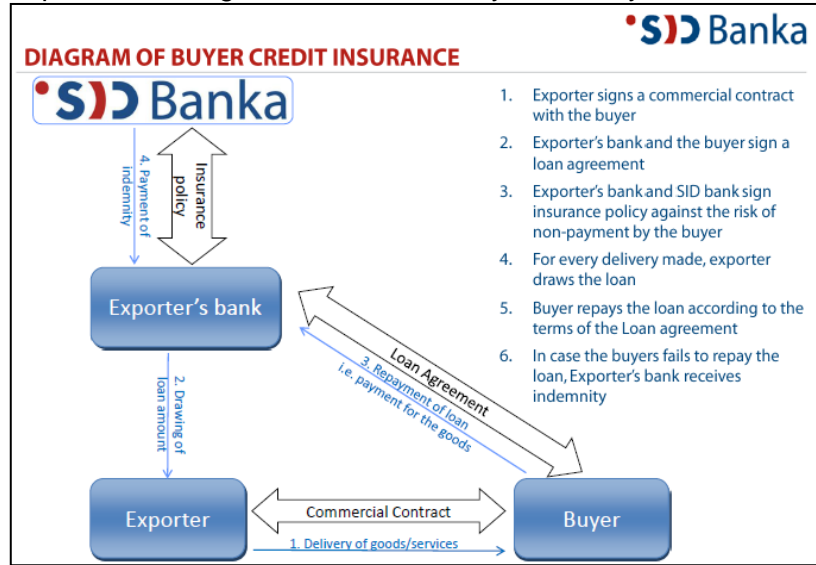 SID Banka
DIAGRAM OF BUYER CREDIT INSURANCE
SID Banka
4. Payment of
indemnity
Insurance
policy
Exporter's bank
2. Drawing of
loan amount
Loan Agreement
3. Repayment of loan
i.e. payment for the goods
Exporter
Commercial Contract
1. Delivery of goods/services
Buyer
1. Exporter signs a commercial contract
with the buyer
2. Exporter's bank and the buyer sign a
loan agreement
3. Exporter's bank and SID bank sign
insurance policy against the risk of
non-payment by the buyer
4. For every delivery made, exporter
draws the loan
5. Buyer repays the loan according to the
terms of the Loan agreement
6. In case the buyers fails to repay the
loan, Exporter's bank receives
indemnity